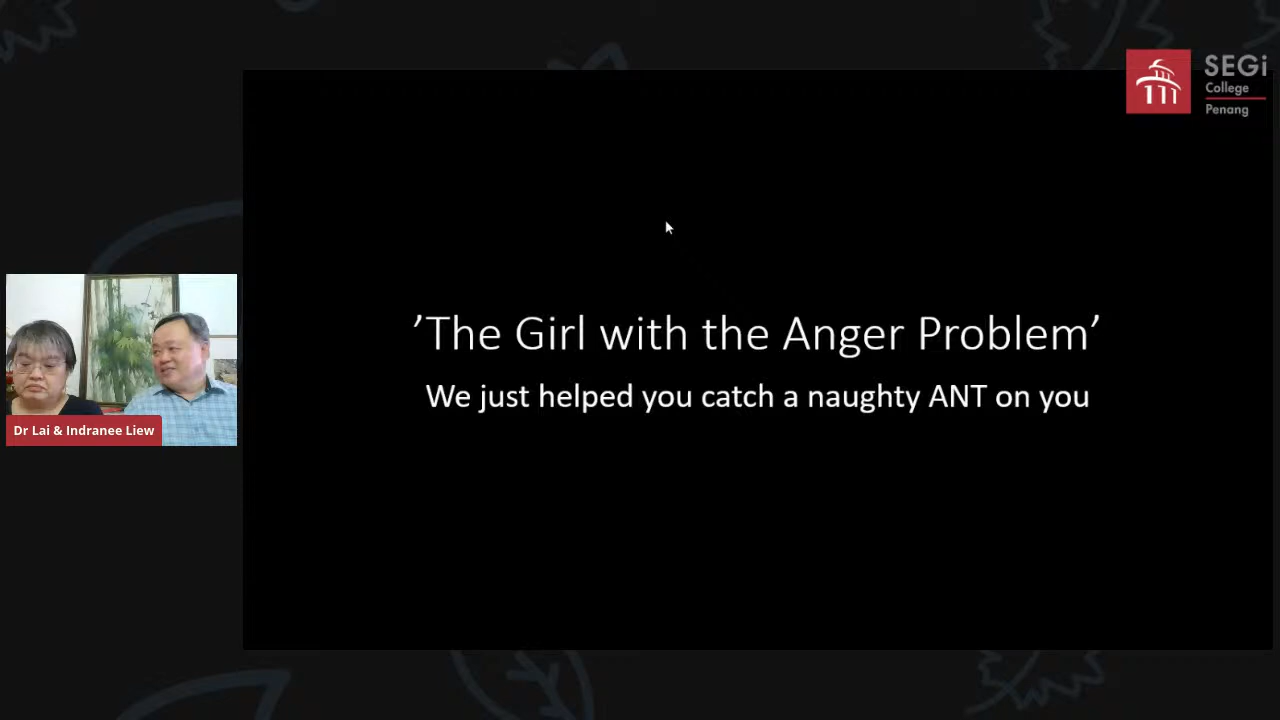 SEGi
College
Penang
’The Girl with the Anger Problem’
We just helped you catch a naughty ANT on you
Dr Lai & Indranee Liew